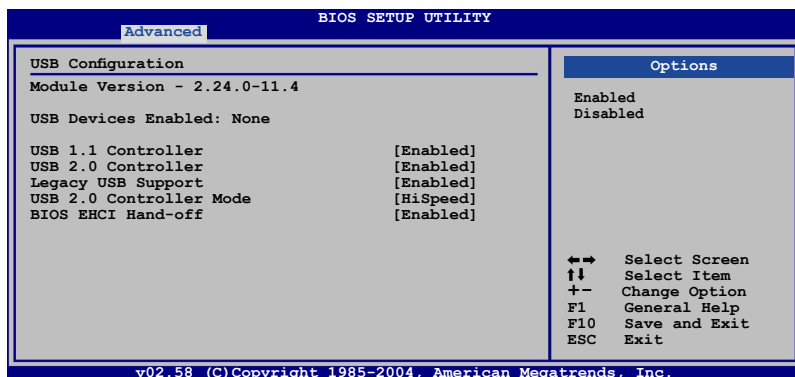 BIOS SETUP UTILITY
Advanced
USB Configuration
Module Version - 2.24.0-11.4
USB Devices Enabled: None
USB 1.1 Controller [Enabled]
USB 2.0 Controller [Enabled]
Legacy USB Support [Enabled]
USB 2.0 Controller Mode [HiSpeed]
BIOS EHCI Hand-off [Enabled]
Options
Enabled
Disabled
←→ Select Screen
↑↓ Select Item
+- Change Option
F1 General Help
F10 Save and Exit
ESC Exit
v02.58 (C)Copyright 1985-2004, American Megatrends, Inc.